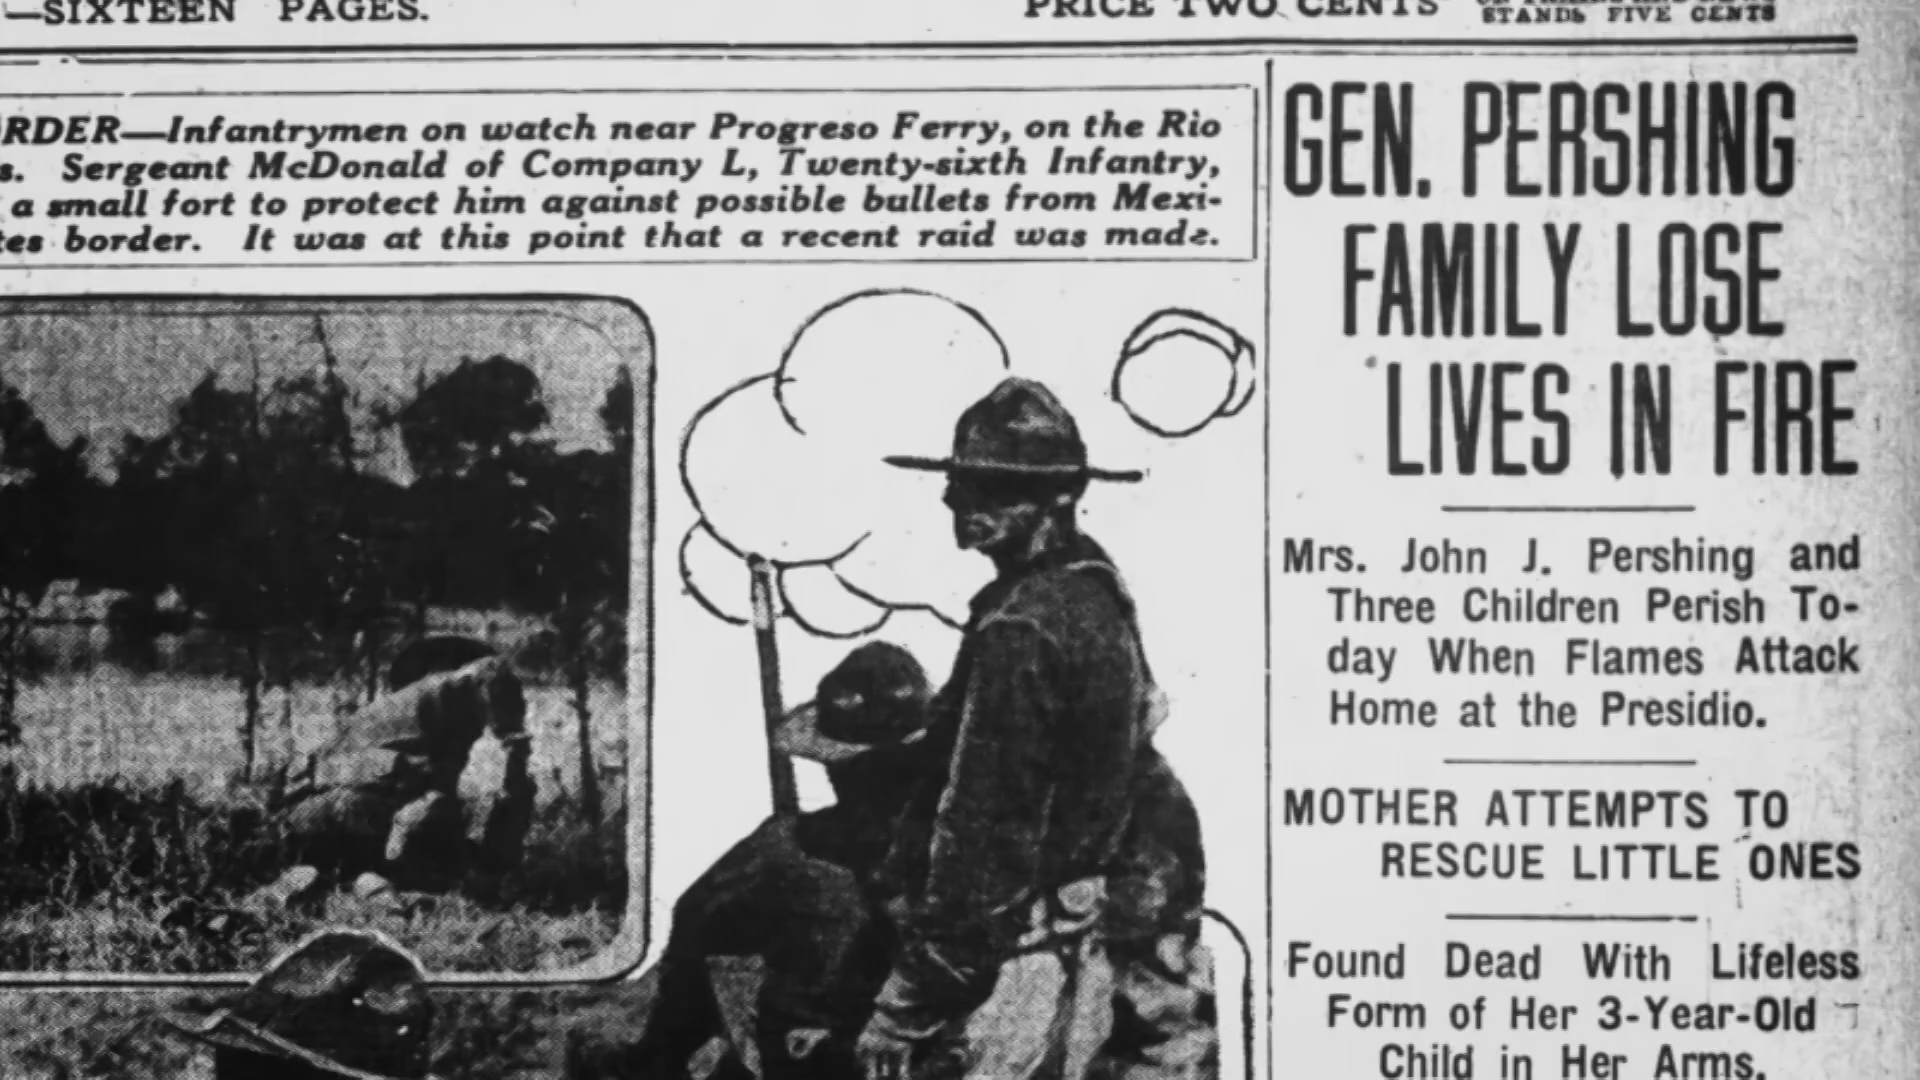 —SIXTEEN PAGES.
PRICE TWO CENTS
STANDS FIVE CENTS
RDER—Infantrymen on watch near Progreso Ferry, on the Rio
s. Sergeant McDonald of Company L, Twenty-sixth Infantry,
a small fort to protect him against possible bullets from Mexi-
tes border. It was at this point that a recent raid was made.
GEN. PERSHING
FAMILY LOSE
LIVES IN FIRE
Mrs. John J. Pershing and
Three Children Perish To-
day When Flames Attack
Home at the Presidio.
MOTHER ATTEMPTS TO
RESCUE LITTLE ONES
Found Dead With Lifeless
Form of Her 3-Year-Old
Child in Her Arms.